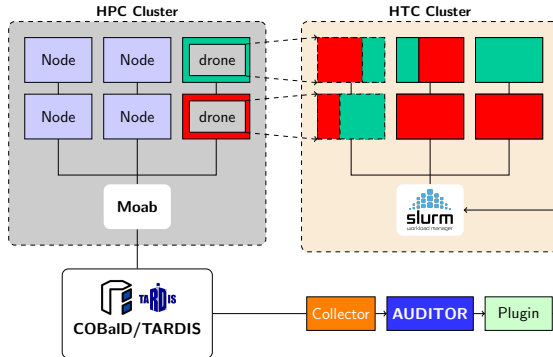 HPC Cluster
HTC Cluster
Node
Node
drone
Node
Node
drone
Moab
slurm
workload manager
TARDIS
COBalD/TARDIS
Collector
AUDITOR
Plugin